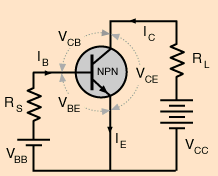 I_C
V_CB
I_B
NPN
V_CE
R_L
R_S
V_BE
I_E
V_CC
V_BB